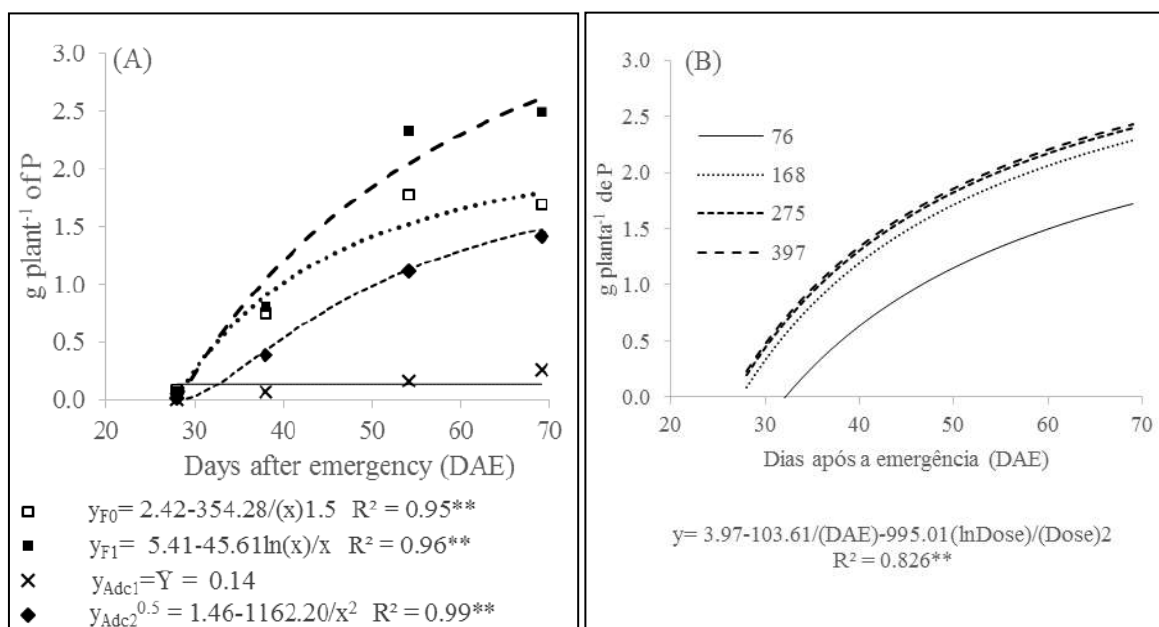 (A)
3.0
2.5
2.0
1.5
1.0
0.5
0.0
g plant⁻¹ of P
20 30 40 50 60 70
Days after emergency (DAE)
yF0= 2.42-354.28/(x)1.5 R² = 0.95**
yF1= 5.41-45.61ln(x)/x R² = 0.96**
yAdc1=Y̅ = 0.14
yAdc2^0.5 = 1.46-1162.20/x² R² = 0.99**
(B)
3.0
2.5
2.0
1.5
1.0
0.5
0.0
g planta⁻¹ de P
76
168
275
397
20 30 40 50 60 70
Dias após a emergência (DAE)
y= 3.97-103.61/(DAE)-995.01(lnDose)/(Dose)2
R² = 0.826**